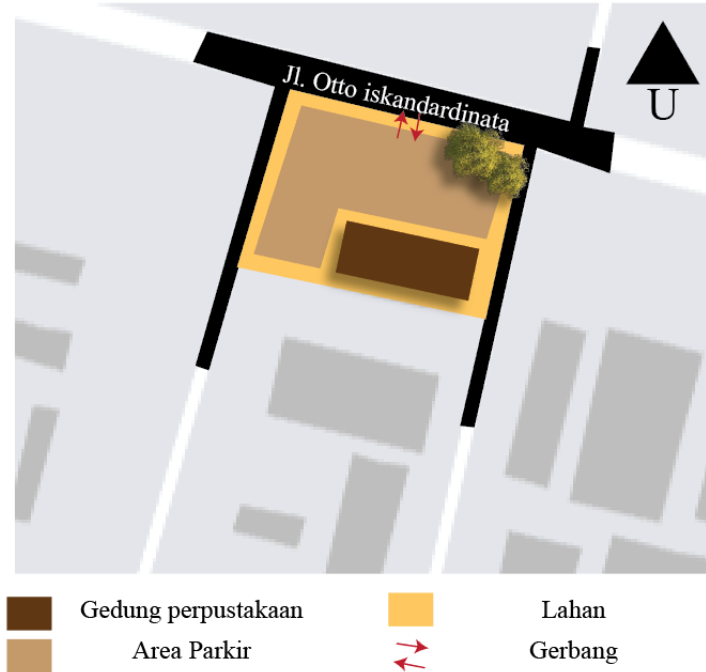 Jl. Otto iskandardinata
U
Gedung perpustakaan
Lahan
Area Parkir
Gerbang